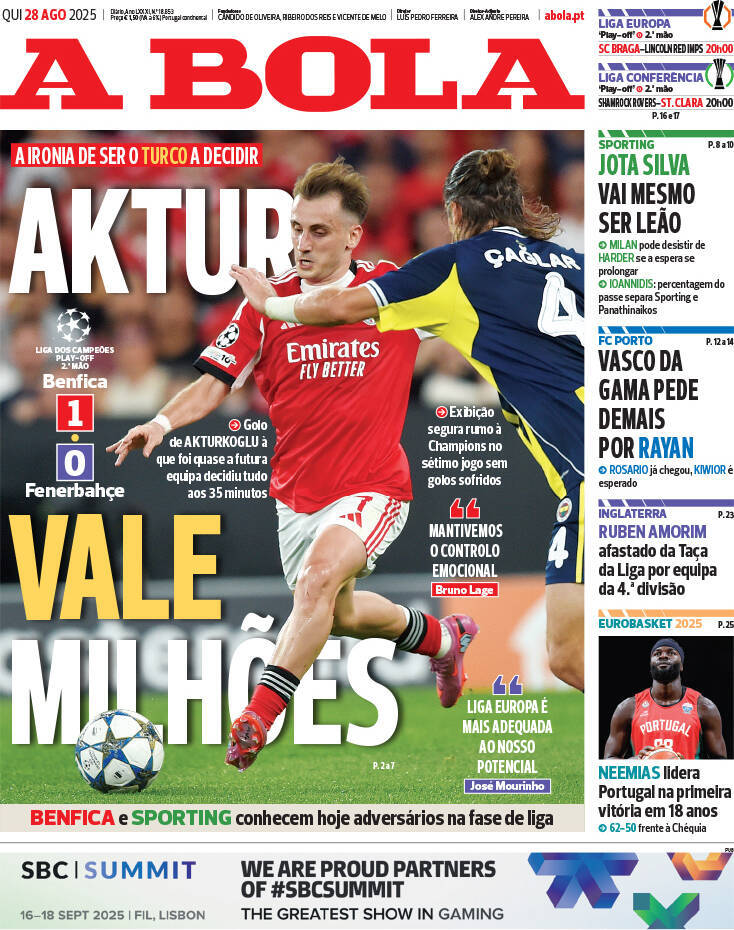 QUI 28 AGO 2025
Diário, Ano LXXXI, N.º 18.853
Preço € 1,50 (IVA a 6%) Portugal continental
Fundadores
CÂNDIDO DE OLIVEIRA, RIBEIRO DOS REIS E VICENTE DE MELO
Diretor
LUÍS PEDRO FERREIRA
Diretor-Adjunto
ALEXANDRE PEREIRA
abola.pt
A BOLA
LIGA EUROPA
‘Play-off’ 2.ª mão
SC BRAGA–LINCOLN RED IMPS 20h00
LIGA CONFERÊNCIA
‘Play-off’ 2.ª mão
SHAMROCK ROVERS–ST. CLARA 20H00
P. 16 e 17
A IRONIA DE SER O TURCO A DECIDIR
AKTUR
VALE
MILHÕES
LIGA DOS CAMPEÕES
PLAY-OFF
2.ª MÃO
Benfica
1
0
Fenerbahçe
Golo
de AKTURKOGLU à
que foi quase a futura
equipa decidiu tudo
aos 35 minutos
Exibição
segura rumo à
Champions no
sétimo jogo sem
golos sofridos
MANTIVEMOS
O CONTROLO
EMOCIONAL
Bruno Lage
LIGA EUROPA É
MAIS ADEQUADA
AO NOSSO
POTENCIAL
José Mourinho
P. 2 a 7
Emirates
FLY BETTER
ÇAĞLAR
4
4
7
BENFICA e SPORTING conhecem hoje adversários na fase de liga
SPORTING
P. 8 a 10
JOTA SILVA
VAI MESMO
SER LEÃO
MILAN pode desistir de
HARDER se a espera se
prolongar
IOANNIDIS: percentagem do
passe separa Sporting e
Panathinaikos
FC PORTO
P. 12 a 14
VASCO DA
GAMA PEDE
DEMAIS
POR RAYAN
ROSARIO já chegou, KIWIOR é
esperado
INGLATERRA
P. 23
RUBEN AMORIM
afastado da Taça
da Liga por equipa
da 4.ª divisão
EUROBASKET 2025
P. 25
PORTUGAL
NEEMIAS lidera
Portugal na primeira
vitória em 18 anos
62-50 frente à Chéquia
PUB
SBC SUMMIT
16–18 SEPT 2025 | FIL, LISBON
WE ARE PROUD PARTNERS
OF #SBCSUMMIT
THE GREATEST SHOW IN GAMING